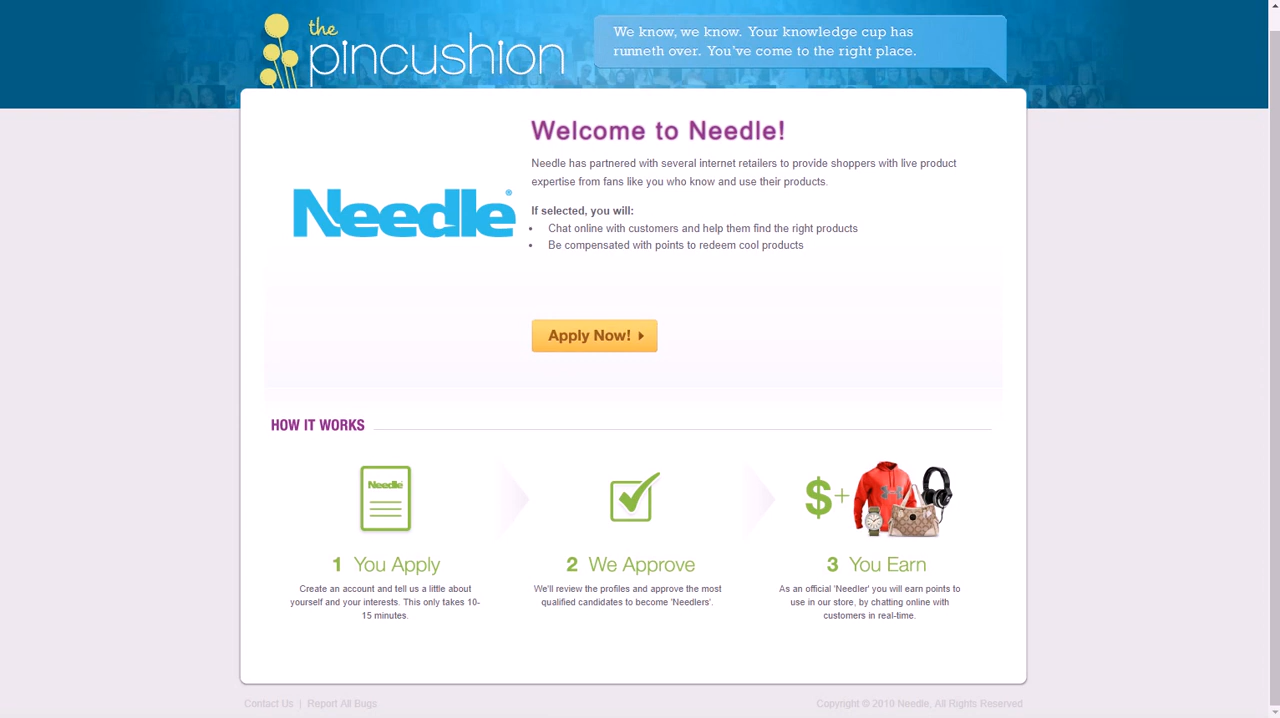 the
pincushion
We know, we know. Your knowledge cup has
runneth over. You've come to the right place.
Welcome to Needle!
Needle has partnered with several internet retailers to provide shoppers with live product
expertise from fans like you who know and use their products.
Needle®
If selected, you will:
• Chat online with customers and help them find the right products
• Be compensated with points to redeem cool products
Apply Now!
HOW IT WORKS
Needle
$+
1 You Apply
Create an account and tell us a little about
yourself and your interests. This only takes 10-
15 minutes.
2 We Approve
We'll review the profiles and approve the most
qualified candidates to become 'Needlers'.
3 You Earn
As an official 'Needler' you will earn points to
use in our store, by chatting online with
customers in real-time.
Contact Us | Report All Bugs
Copyright © 2010 Needle, All Rights Reserved